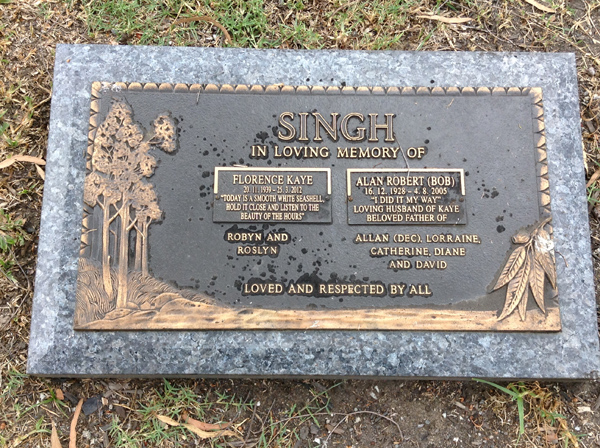 SINGH
IN LOVING MEMORY OF
FLORENCE KAYE
20. 11. 1939 – 25. 3. 2012
"TODAY IS A SMOOTH WHITE SEASHELL,
HOLD IT CLOSE AND LISTEN TO THE
BEAUTY OF THE HOURS"
ROBYN AND
ROSLYN
ALAN ROBERT (BOB)
16. 12. 1928 – 4. 8. 2005
"I DID IT MY WAY"
LOVING HUSBAND OF KAYE
BELOVED FATHER OF
ALLAN (DEC), LORRAINE,
CATHERINE, DIANE
AND DAVID
LOVED AND RESPECTED BY ALL